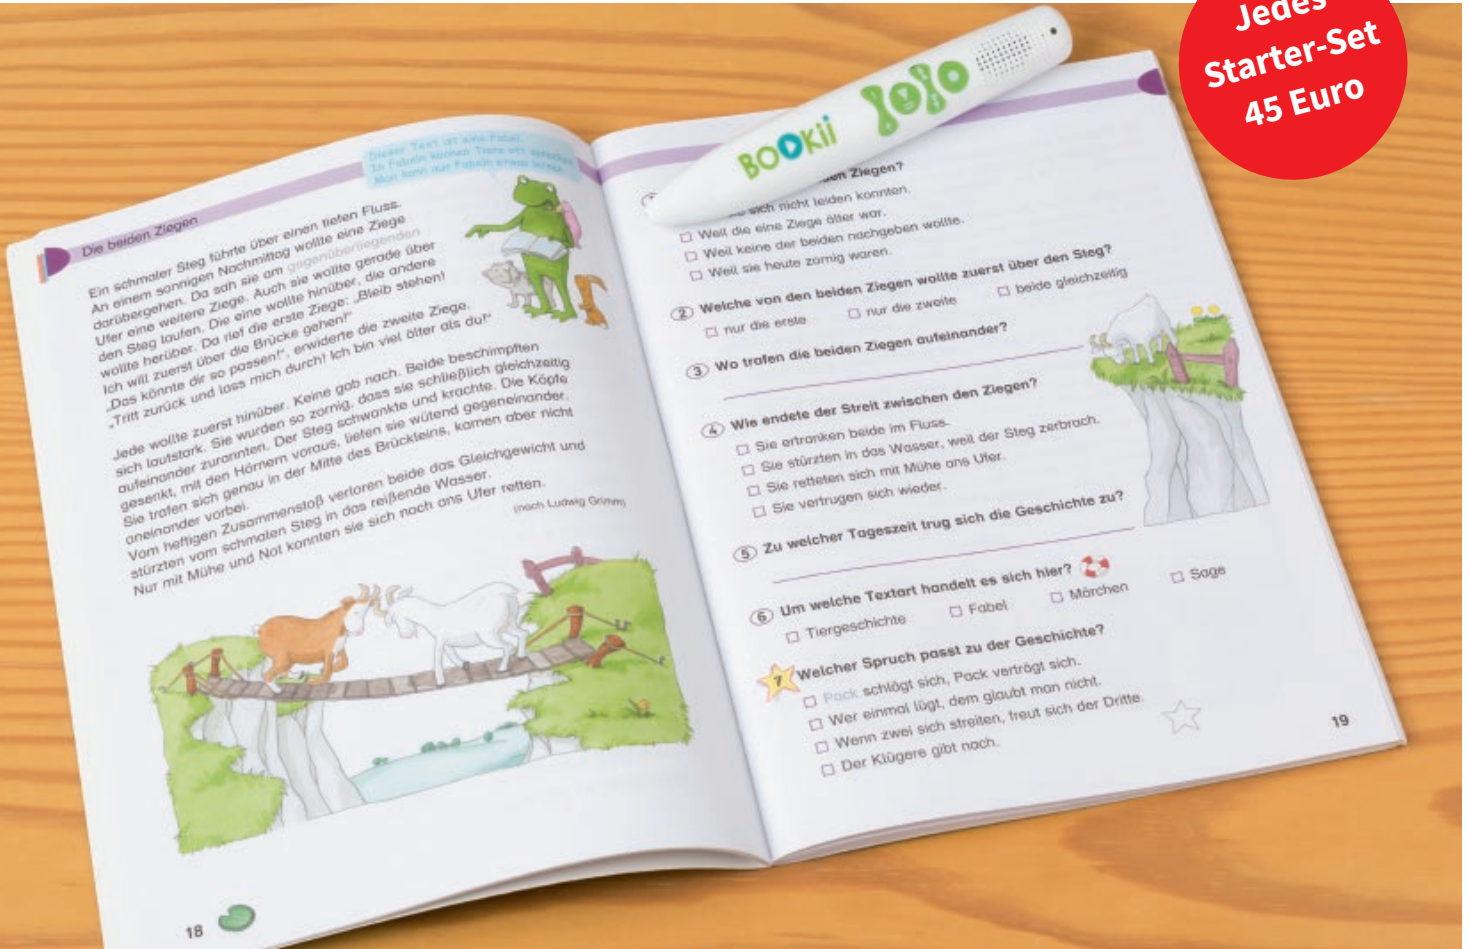 Jedes
Starter-Set
45 Euro
BOOKii JOJO
Dieser Text ist eine Fabel.
In Fabeln können Tiere oft sprechen.
Man kann aus Fabeln etwas lernen.
Die beiden Ziegen
Ein schmaler Steg führte über einen tiefen Fluss.
An einem sonnigen Nachmittag wollte eine Ziege
darübergehen. Da sah sie am gegenüberliegenden
Ufer eine weitere Ziege. Auch sie wollte gerade über
den Steg laufen. Die eine wollte hinüber, die andere
wollte herüber. Da rief die erste Ziege: „Bleib stehen!
Ich will zuerst über die Brücke gehen!“
„Das könnte dir so passen!“, erwiderte die zweite Ziege.
„Tritt zurück und lass mich durch! Ich bin viel älter als du!“
Jede wollte zuerst hinüber. Keine gab nach. Beide beschimpften
sich lautstark. Sie wurden so zornig, dass sie schließlich gleichzeitig
aufeinander zurannten. Der Steg schwankte und krachte. Die Köpfe
gesenkt, mit den Hörnern voraus, liefen sie wütend gegeneinander.
Sie trafen sich genau in der Mitte des Brückleins, kamen aber nicht
aneinander vorbei.
Vom heftigen Zusammenstoß verloren beide das Gleichgewicht und
stürzten vom schmalen Steg in das reißende Wasser.
Nur mit Mühe und Not konnten sie sich noch ans Ufer retten.
(nach Ludwig Grimm)
18
den Ziegen?
sich nicht leiden konnten.
Weil die eine Ziege älter war.
Weil keine der beiden nachgeben wollte.
Weil sie heute zornig waren.
2 Welche von den beiden Ziegen wollte zuerst über den Steg?
nur die erste nur die zweite beide gleichzeitig
3 Wo trafen die beiden Ziegen aufeinander?
4 Wie endete der Streit zwischen den Ziegen?
Sie ertranken beide im Fluss.
Sie stürzten in das Wasser, weil der Steg zerbrach.
Sie retteten sich mit Mühe ans Ufer.
Sie vertrugen sich wieder.
5 Zu welcher Tageszeit trug sich die Geschichte zu?
6 Um welche Textart handelt es sich hier?
Tiergeschichte Fabel Märchen Sage
7 Welcher Spruch passt zu der Geschichte?
Pack schlägt sich, Pack verträgt sich.
Wer einmal lügt, dem glaubt man nicht.
Wenn zwei sich streiten, freut sich der Dritte.
Der Klügere gibt nach.
19